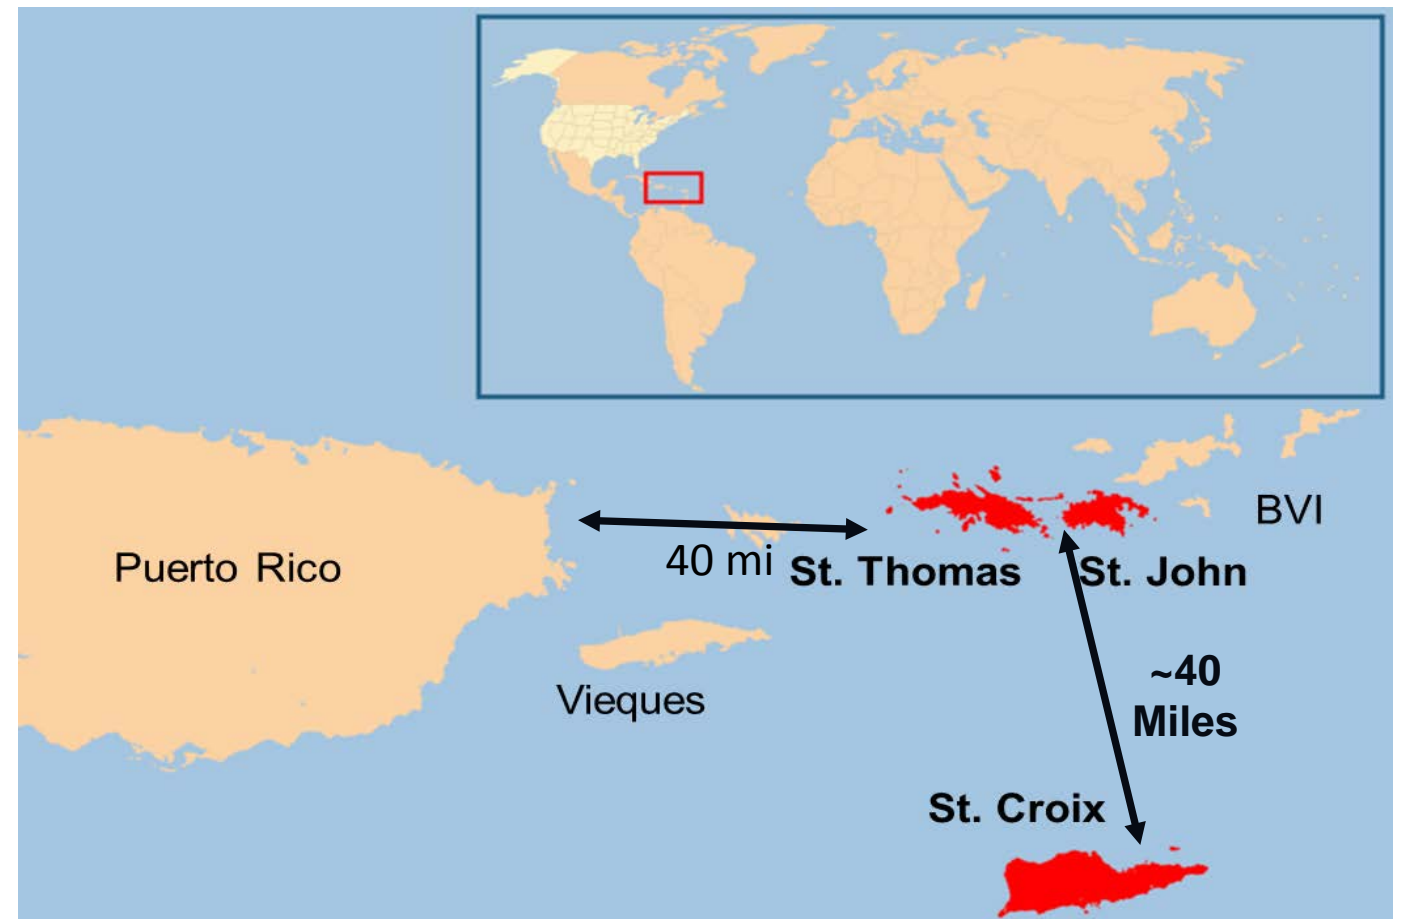 BVI
Puerto Rico
40 mi
St. Thomas
St. John
Vieques
~40
Miles
St. Croix